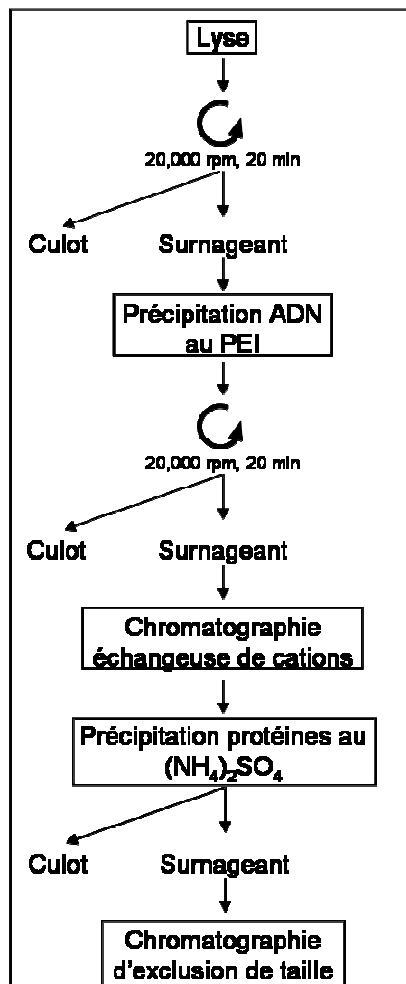 Lyse
20,000 rpm, 20 min
Culot Surnageant
Précipitation ADN
au PEI
20,000 rpm, 20 min
Culot Surnageant
Chromatographie
échangeuse de cations
Précipitation protéines au
(NH₄)₂SO₄
Culot Surnageant
Chromatographie
d'exclusion de taille